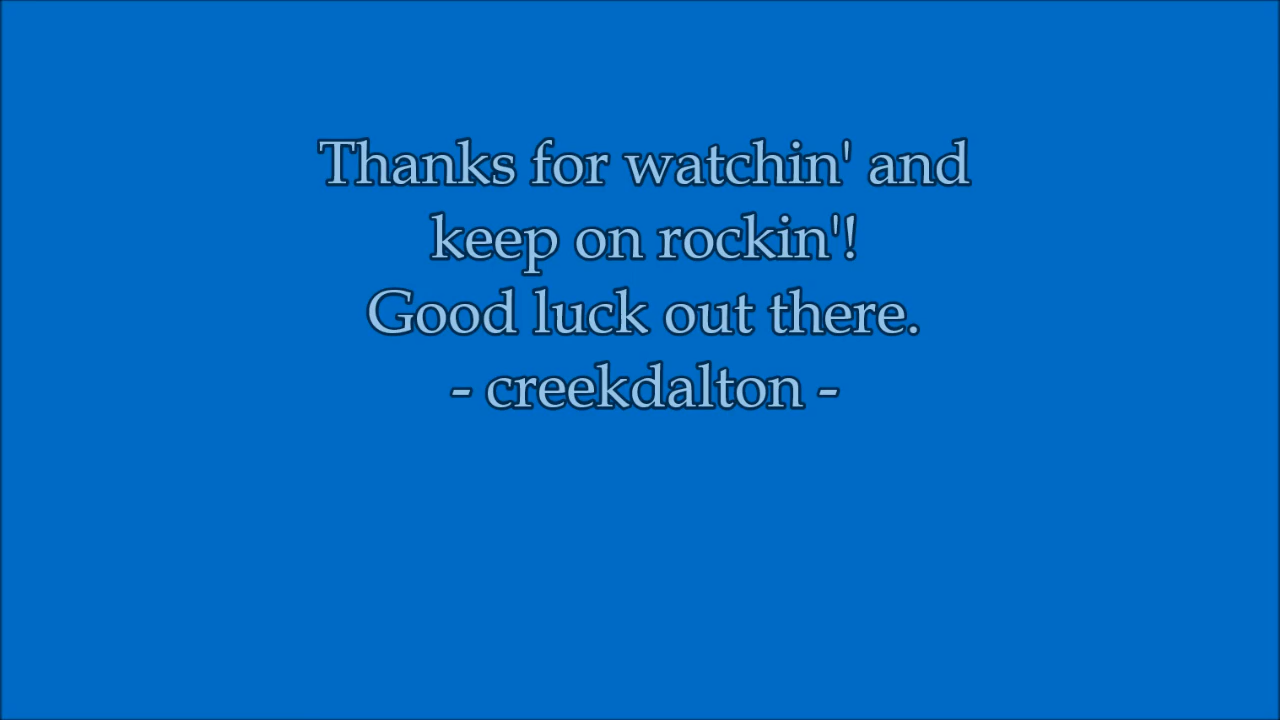 Thanks for watchin' and
keep on rockin'!
Good luck out there.
- creekdalton -